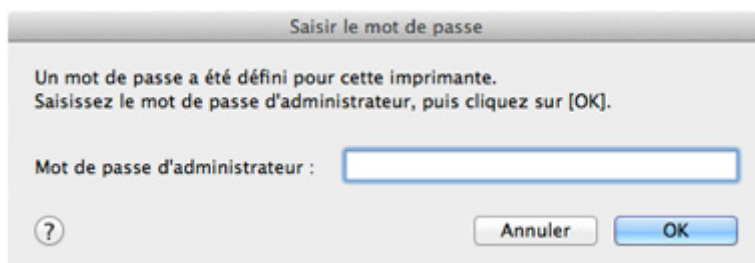 Saisir le mot de passe
Un mot de passe a été défini pour cette imprimante.
Saisissez le mot de passe d'administrateur, puis cliquez sur [OK].
Mot de passe d'administrateur :
? Annuler OK